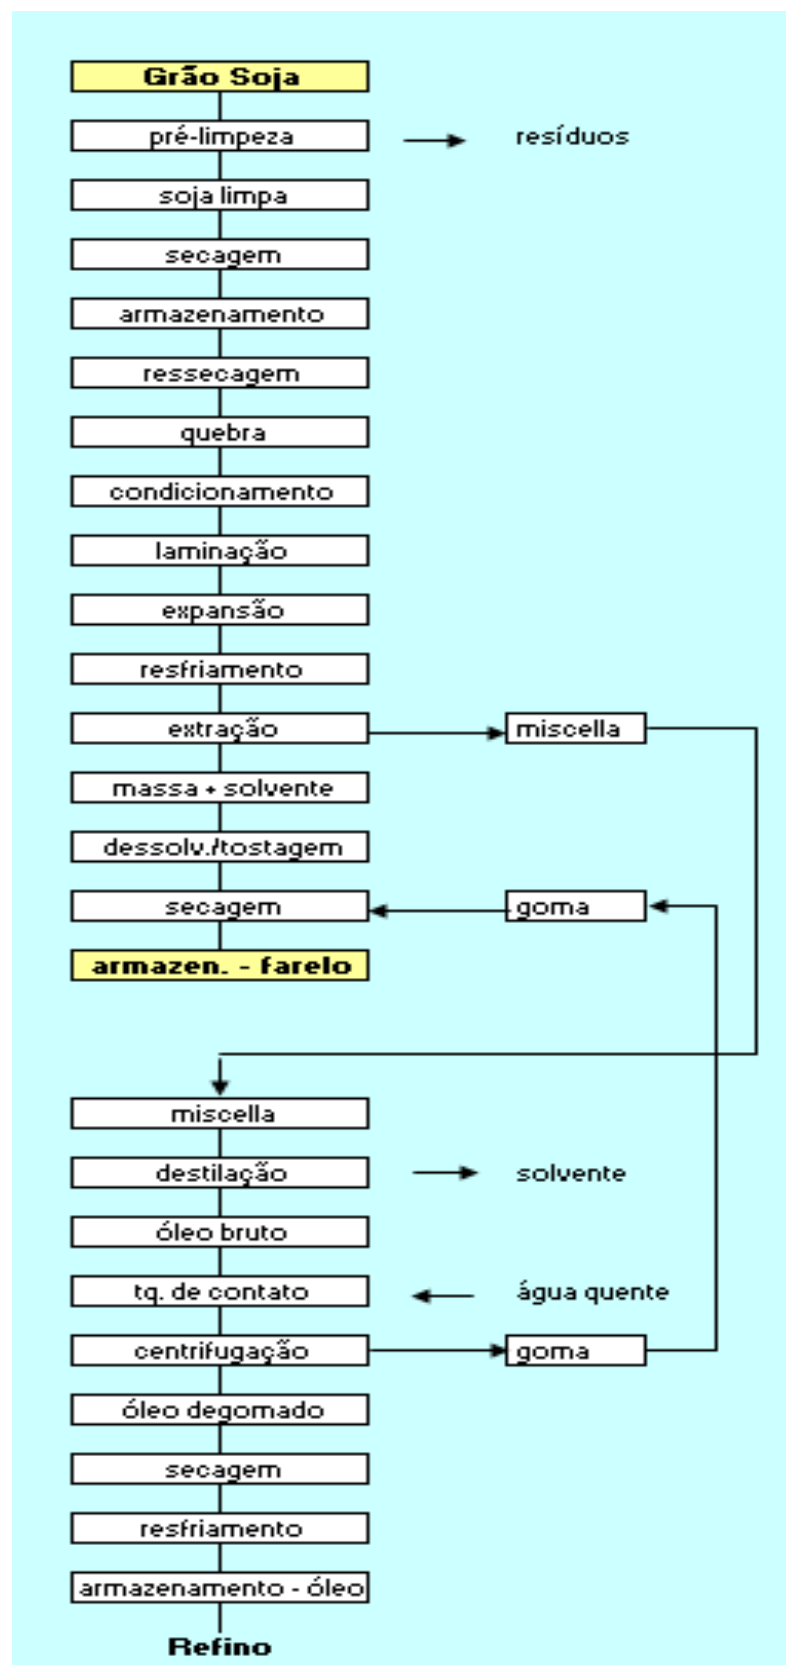 Grão Soja
pré-limpeza
resíduos
soja limpa
secagem
armazenamento
ressecagem
quebra
condicionamento
laminação
expansão
resfriamento
extração
miscella
massa + solvente
dessolv./tostagem
secagem
goma
armazen. - farelo
miscella
destilação
solvente
óleo bruto
tq. de contato
água quente
centrifugação
goma
óleo degomado
secagem
resfriamento
armazenamento - óleo
Refino